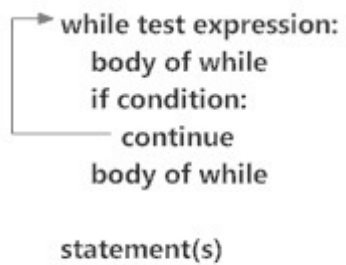 while test expression:
body of while
if condition:
continue
body of while
statement(s)